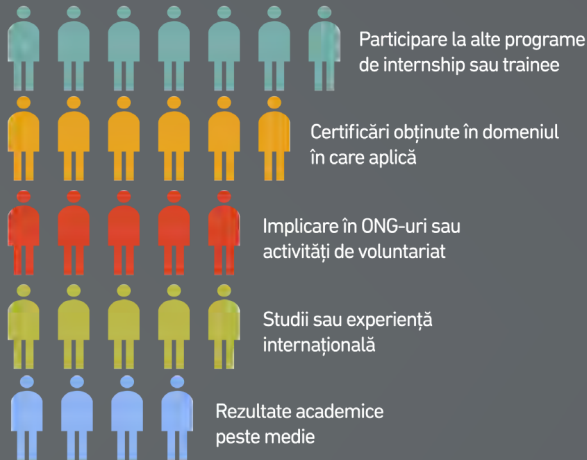 Participare la alte programe
de internship sau trainee
Certificări obținute în domeniul
în care aplică
Implicare în ONG-uri sau
activități de voluntariat
Studii sau experiență
internațională
Rezultate academice
peste medie